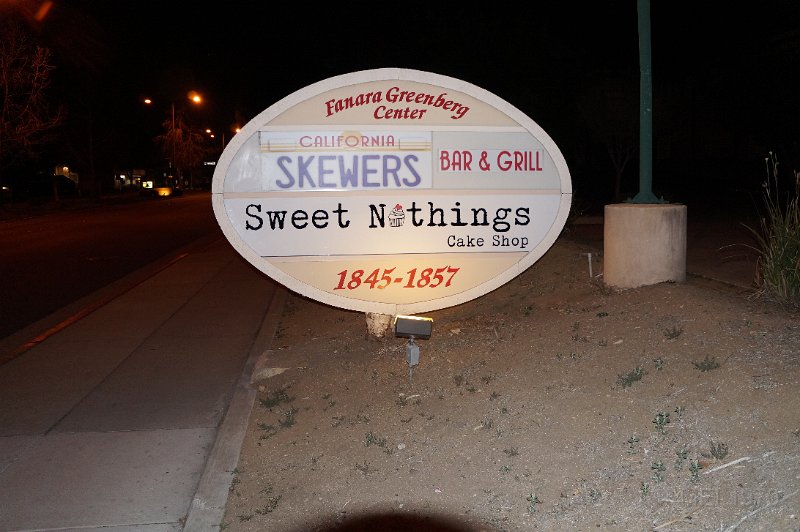 Fanara Greenberg
Center
CALIFORNIA
SKEWERS BAR & GRILL
Sweet Nothings
Cake Shop
1845-1857